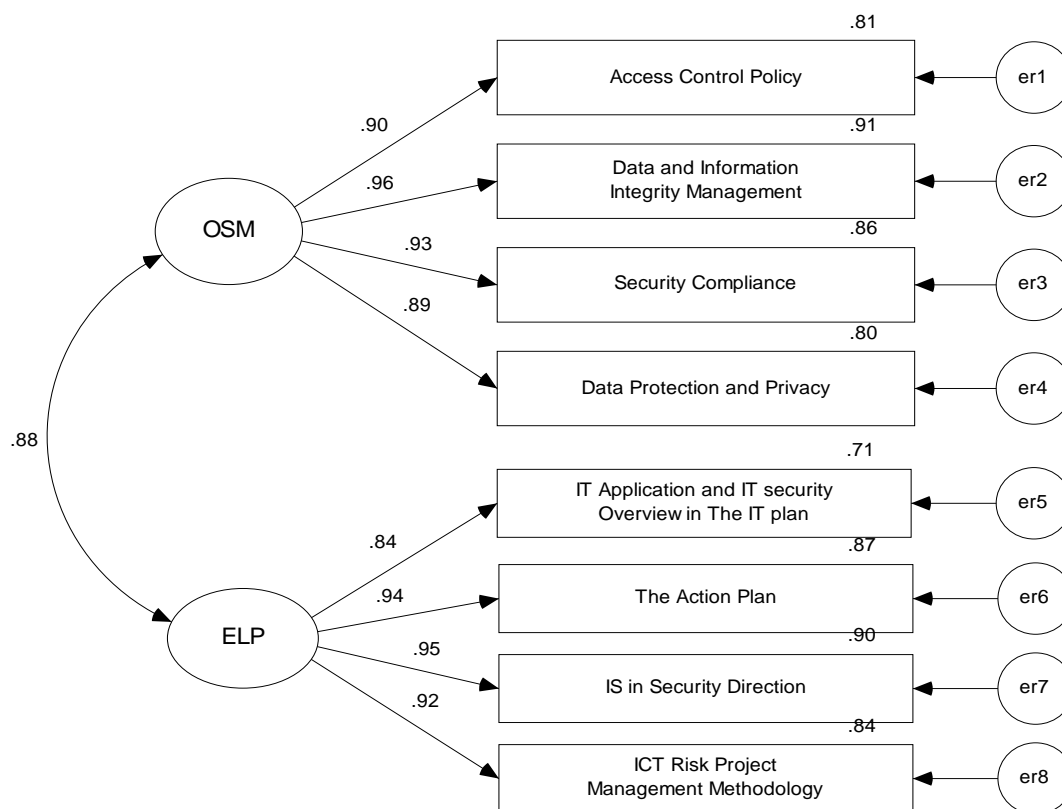 .81
Access Control Policy
er1
.90
.91
Data and Information
Integrity Management
er2
.96
OSM
.86
.93
Security Compliance
er3
.89
.80
Data Protection and Privacy
er4
.88
.71
IT Application and IT security
Overview in The IT plan
er5
.84
.87
The Action Plan
er6
.94
ELP
.90
.95
IS in Security Direction
er7
.92
.84
ICT Risk Project
Management Methodology
er8